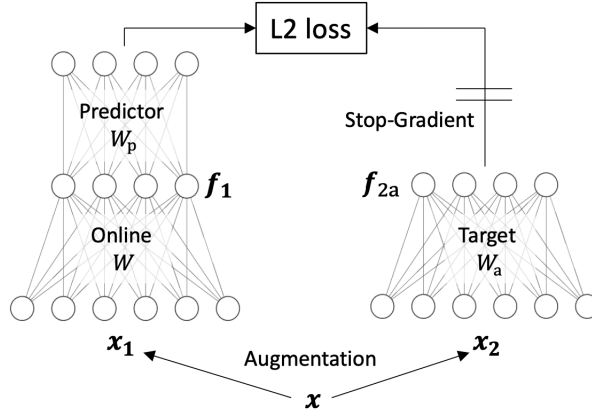 L2 loss
Predictor
W_p
Stop-Gradient
f_1
f_2a
Online
W
Target
W_a
x_1
x_2
Augmentation
x